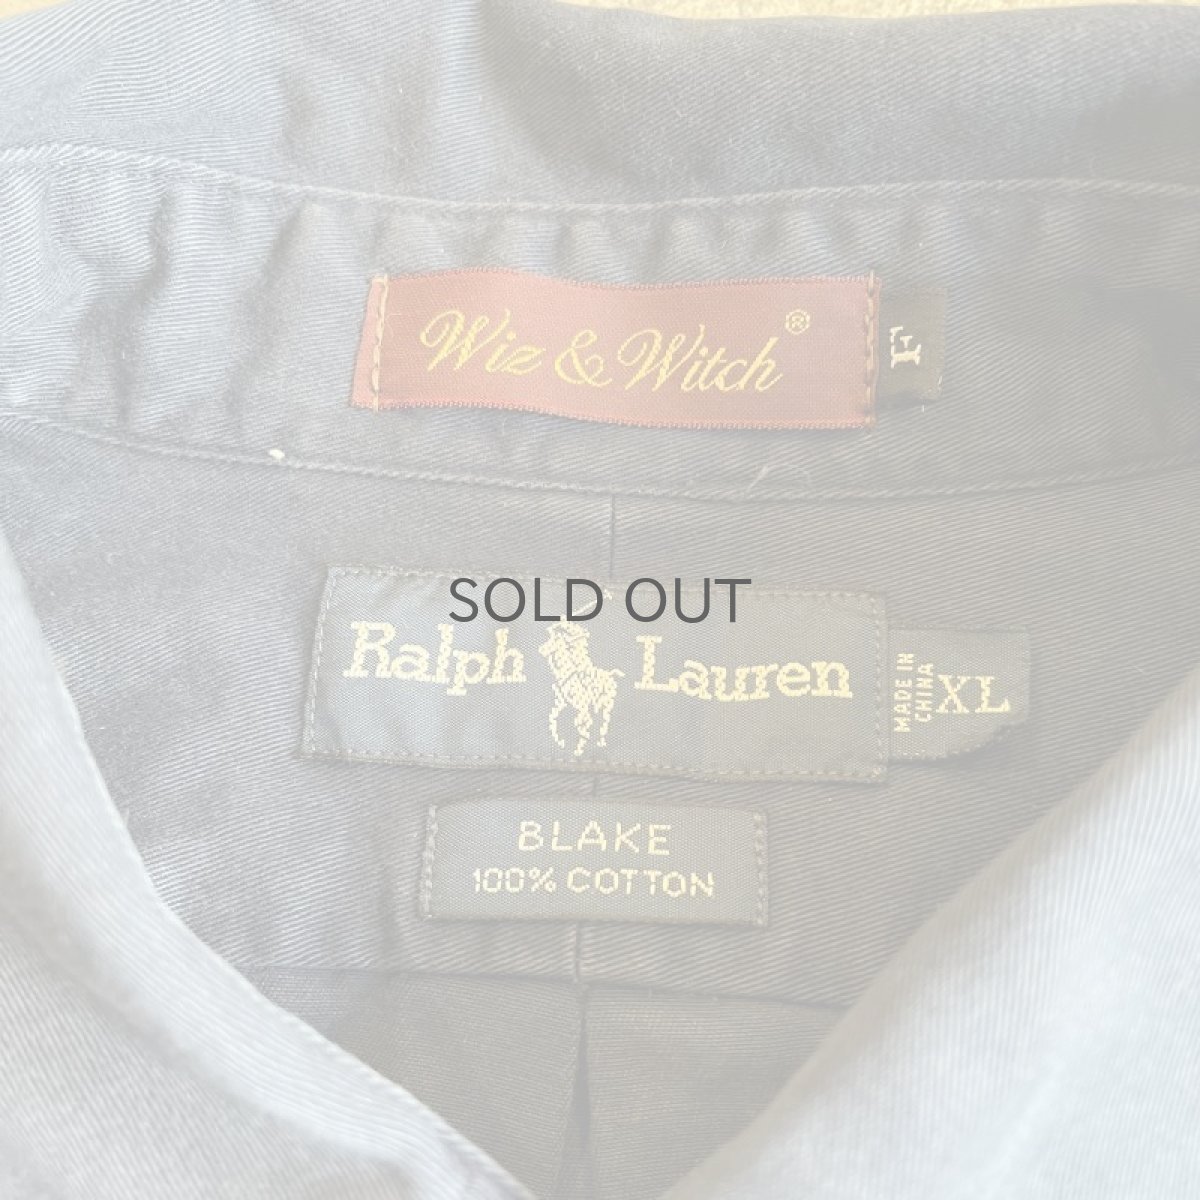 Wiz & Witch®
F
SOLD OUT
Ralph Lauren
MADE IN
CHINA
XL
BLAKE
100% COTTON